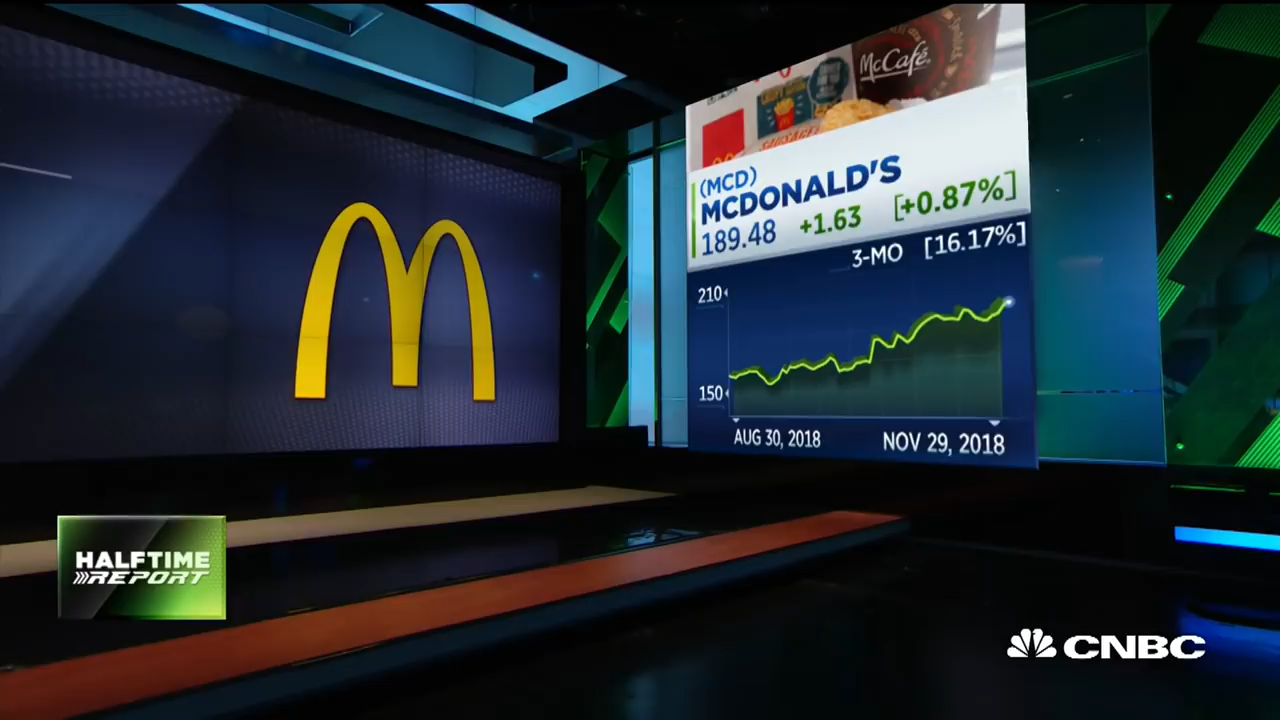 McCafé
SAUSAGE
(MCD)
MCDONALD'S
189.48 +1.63 [+0.87%]
3-MO [16.17%]
210
150
AUG 30, 2018 NOV 29, 2018
HALFTIME
REPORT
CNBC